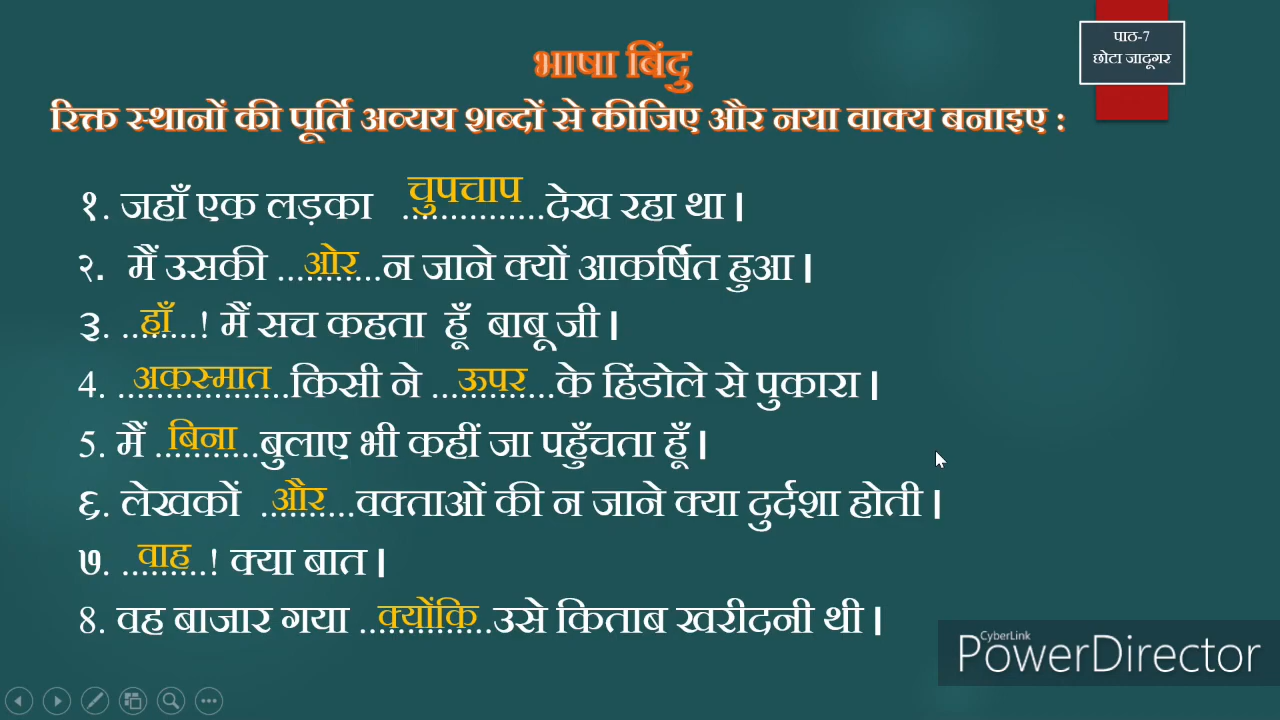 पाठ-7
छोटा जादूगर
भाषा बिंदु
रिक्त स्थानों की पूर्ति अव्यय शब्दों से कीजिए और नया वाक्य बनाइए :
१. जहाँ एक लड़का ...चुपचाप...देख रहा था |
२. मैं उसकी ...ओर...न जाने क्यों आकर्षित हुआ |
३. ...हाँ...! मैं सच कहता हूँ बाबू जी |
4. ...अकस्मात...किसी ने ...ऊपर...के हिंडोले से पुकारा |
5. मैं ...बिना...बुलाए भी कहीं जा पहुँचता हूँ |
६. लेखकों ...और...वक्ताओं की न जाने क्या दुर्दशा होती |
७. ...वाह...! क्या बात |
8. वह बाजार गया ...क्योंकि...उसे किताब खरीदनी थी |
CyberLink
PowerDirector